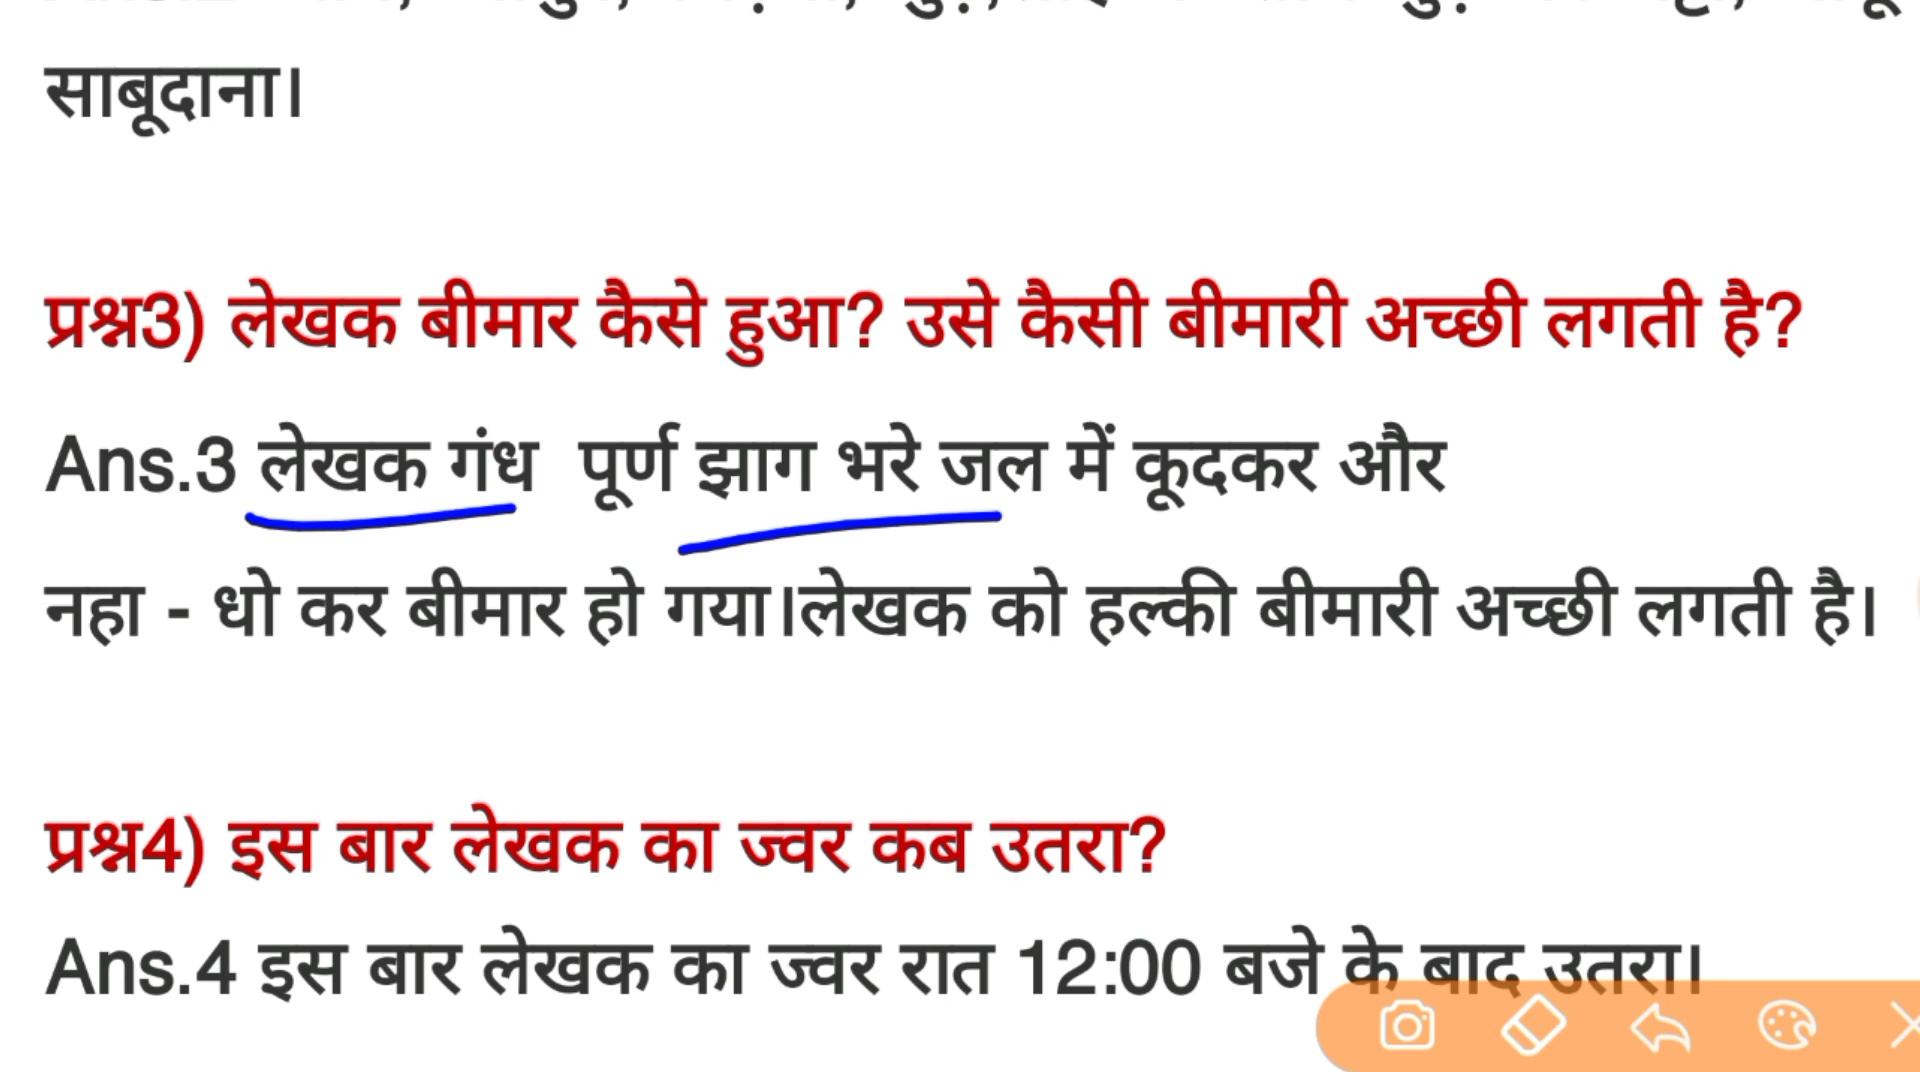 साबूदाना।
प्रश्न3) लेखक बीमार कैसे हुआ? उसे कैसी बीमारी अच्छी लगती है?
Ans.3 लेखक गंध पूर्ण झाग भरे जल में कूदकर और
नहा - धो कर बीमार हो गया।लेखक को हल्की बीमारी अच्छी लगती है।
प्रश्न4) इस बार लेखक का ज्वर कब उतरा?
Ans.4 इस बार लेखक का ज्वर रात 12:00 बजे के बाद उतरा।